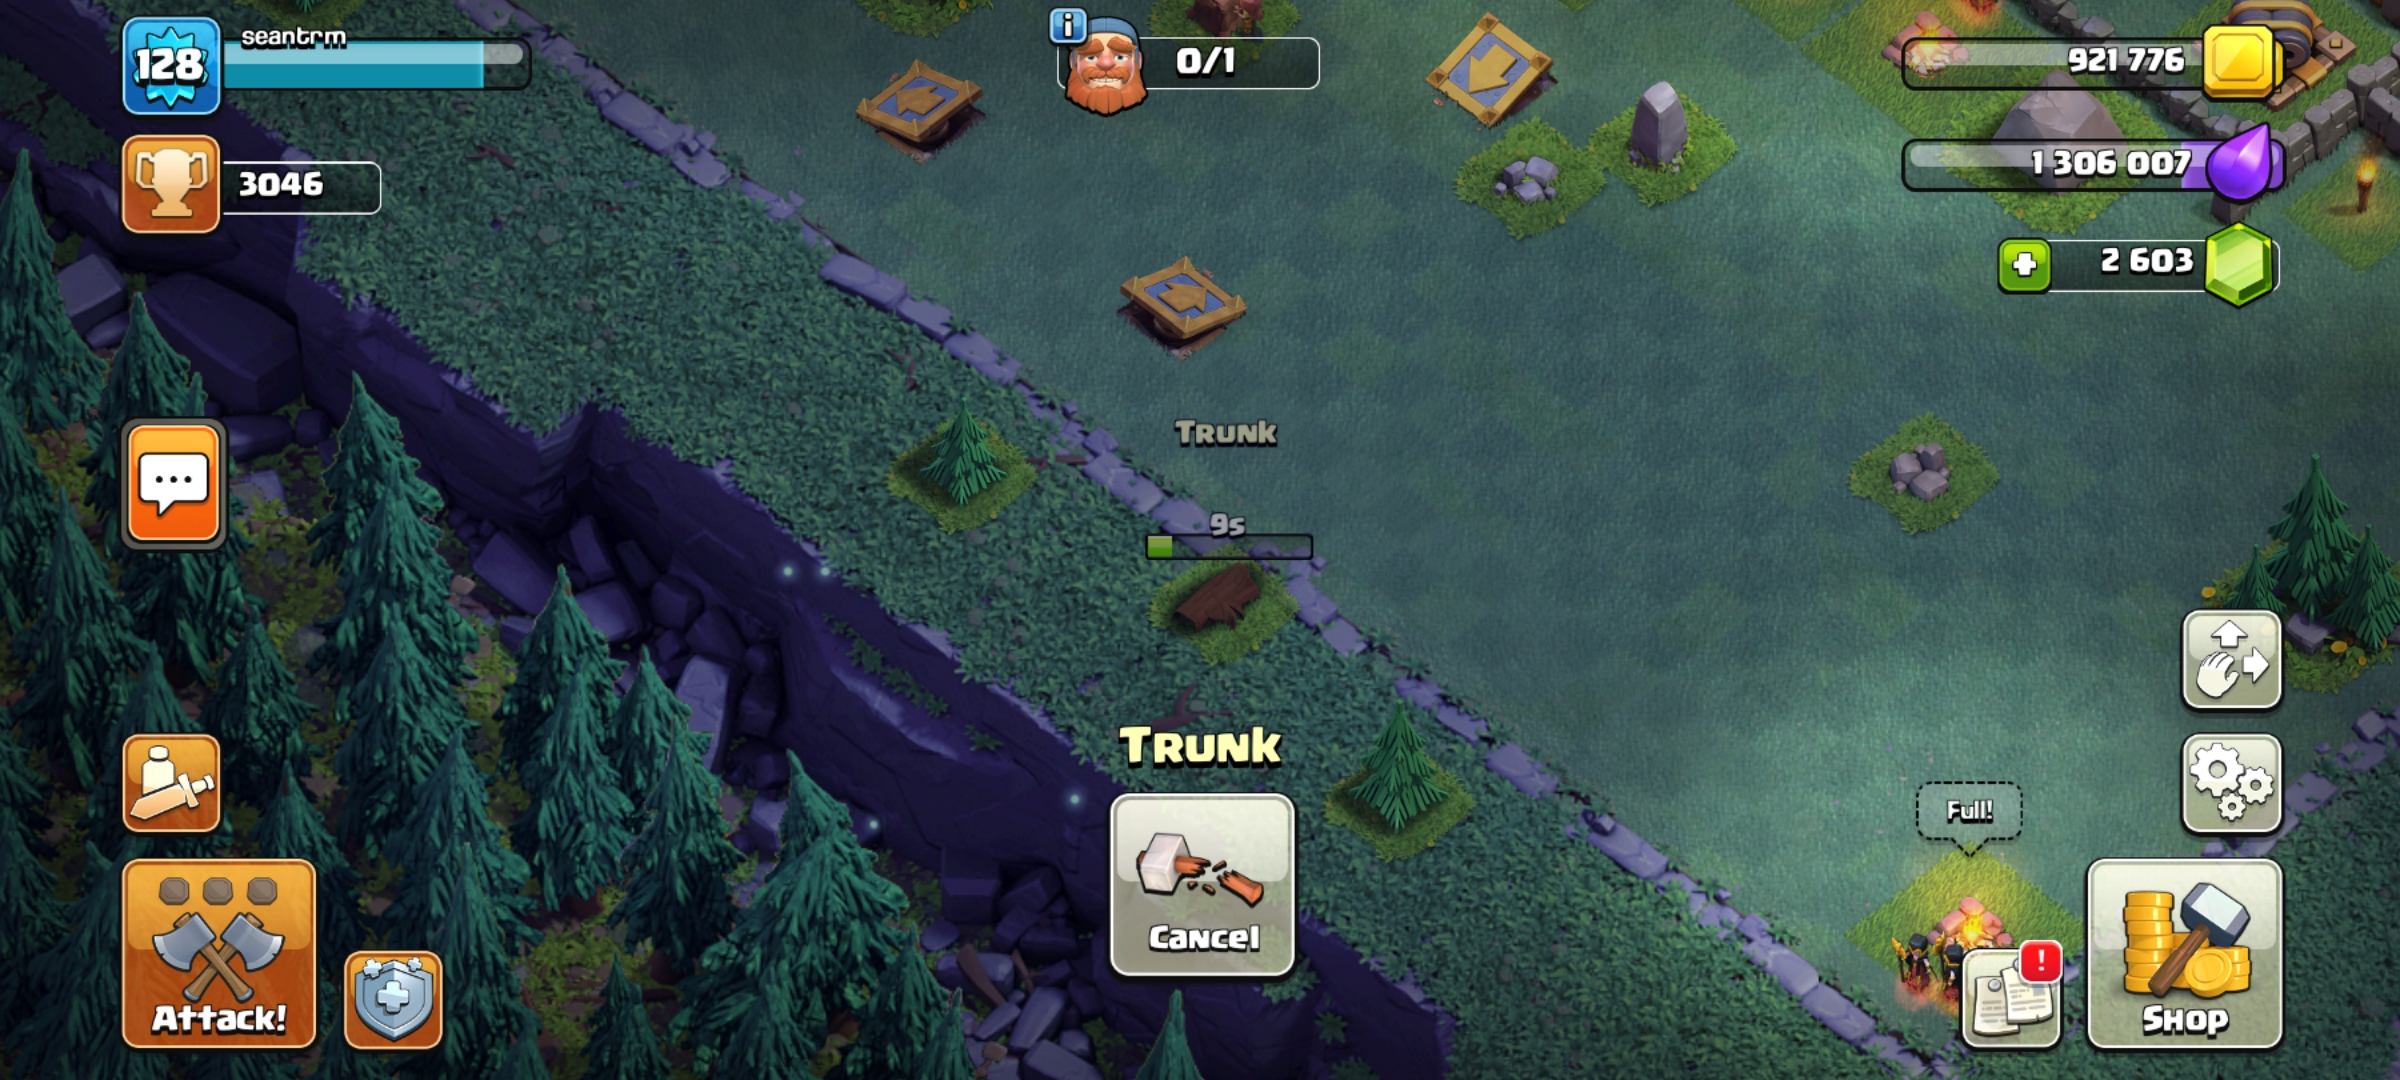 128
seantrm
0/1
921 776
3046
1 306 007
2 603
Trunk
9s
Trunk
Full!
Cancel
Attack!
!
Shop